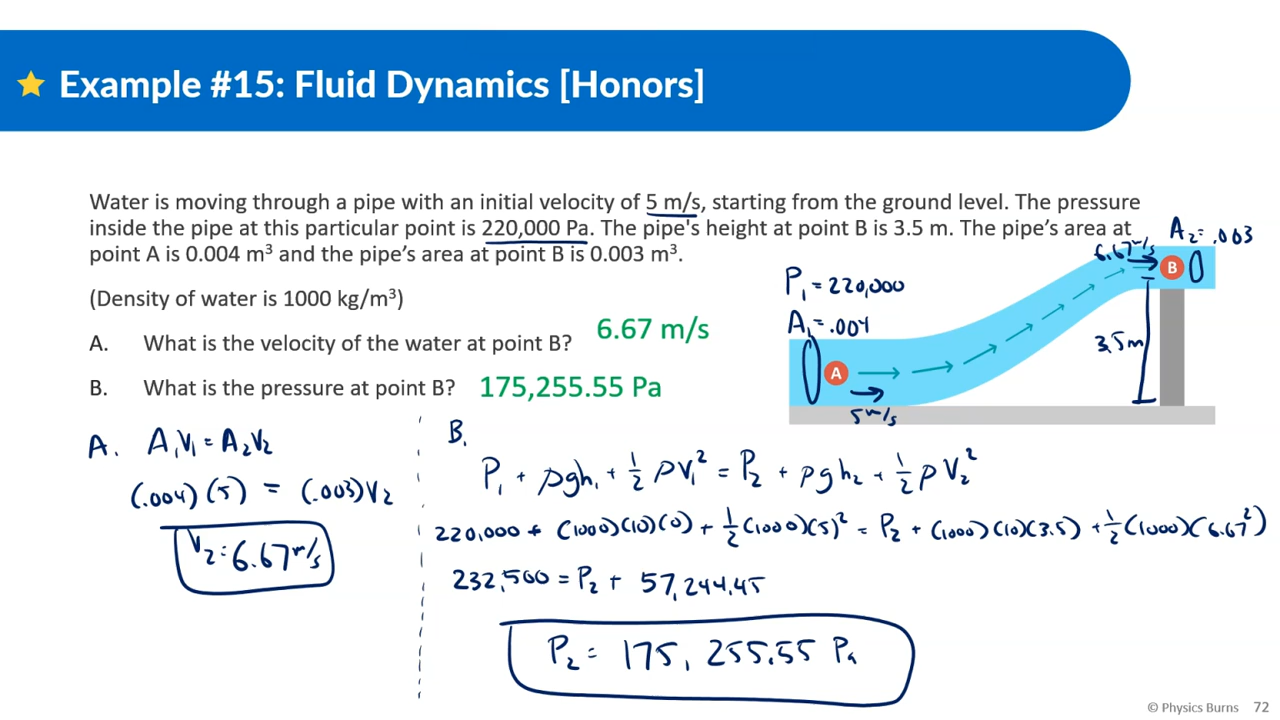 Example #15: Fluid Dynamics [Honors]
Water is moving through a pipe with an initial velocity of 5 m/s, starting from the ground level. The pressure
inside the pipe at this particular point is 220,000 Pa. The pipe's height at point B is 3.5 m. The pipe's area at
point A is 0.004 m³ and the pipe's area at point B is 0.003 m³.
(Density of water is 1000 kg/m³)
A. What is the velocity of the water at point B? 6.67 m/s
B. What is the pressure at point B? 175,255.55 Pa
A₂=.003
6.67 m/s
B
P₁=220,000
A₁=.004
3.5m
A
5 m/s
A. A₁V₁=A₂V₂
(.004)(5) = (.003)V₂
V₂=6.67 m/s
B.
P₁ + ρgh₁ + ½ρV₁² = P₂ + ρgh₂ + ½ρV₂²
220,000 + (1000)(10)(0) + ½(1000)(5)² = P₂ + (1000)(10)(3.5) + ½(1000)(6.67²)
232,500 = P₂ + 57,244.45
P₂ = 175,255.55 Pa
© Physics Burns 72